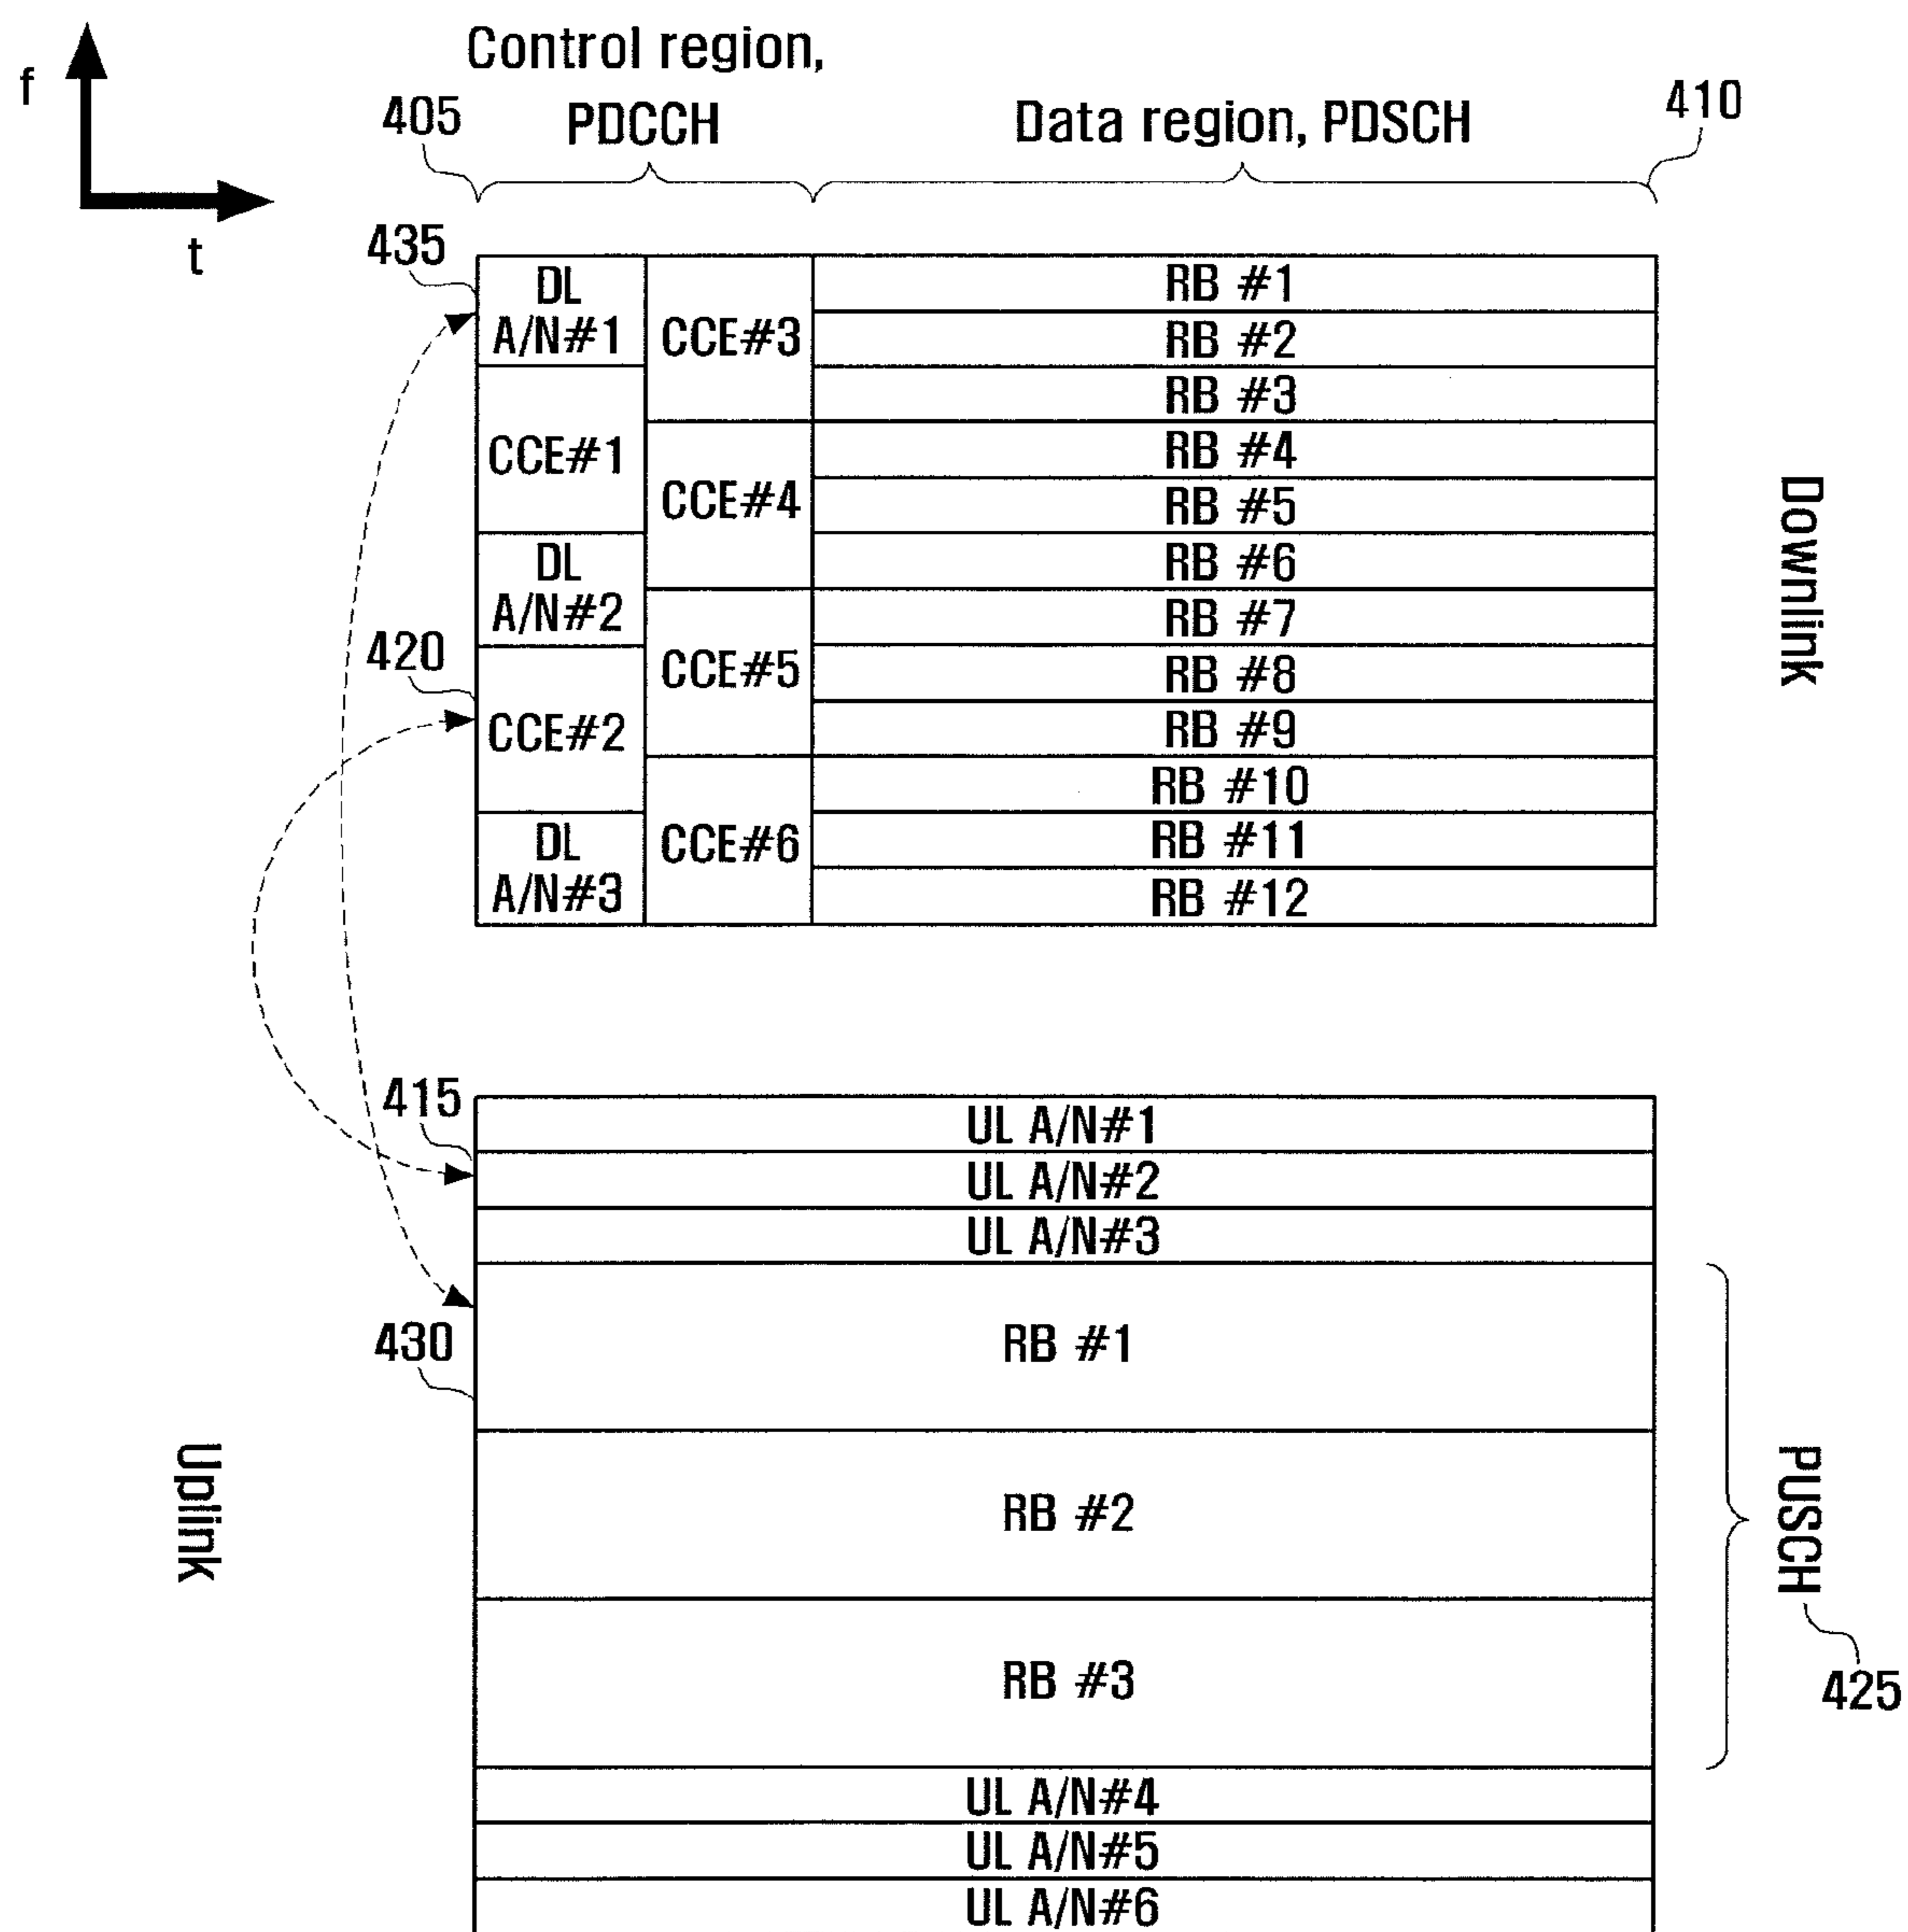 Control region,
f
405
PDCCH
Data region, PDSCH
410
t
435
DL
A/N#1
CCE#1
DL
A/N#2
420
CCE#2
DL
A/N#3
CCE#3
CCE#4
CCE#5
CCE#6
RB #1
RB #2
RB #3
RB #4
RB #5
RB #6
RB #7
RB #8
RB #9
RB #10
RB #11
RB #12
Downlink
415
UL A/N#1
UL A/N#2
UL A/N#3
430
RB #1
RB #2
RB #3
UL A/N#4
UL A/N#5
UL A/N#6
Uplink
PUSCH
425